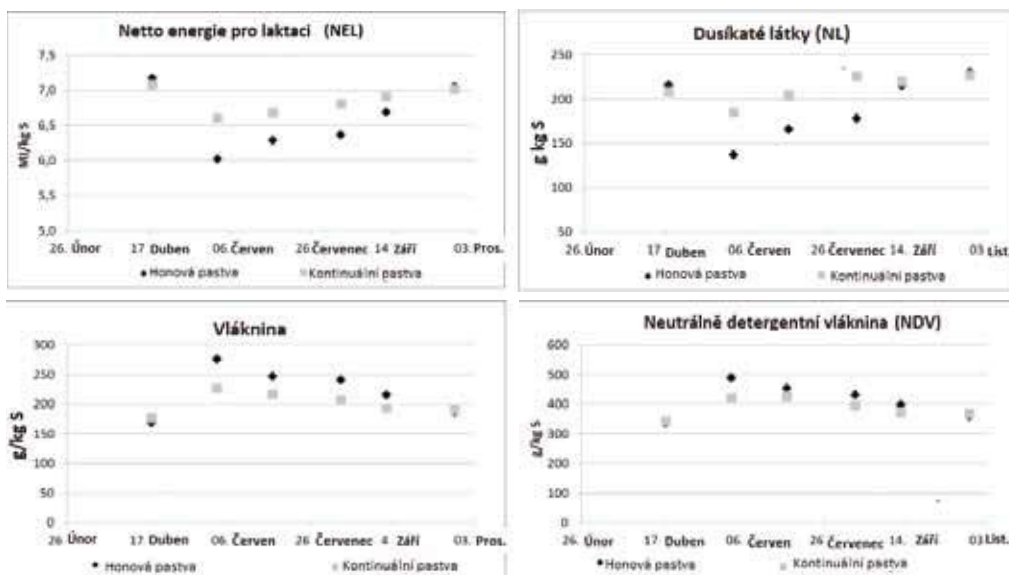 Netto energie pro laktaci (NEL)
7,5
7,0
6,5
6,0
5,5
5,0
MJ/kg S
26. Únor 17 Duben 06. Červen 26 Červenec 14 Září 03. Pros.
Honová pastva Kontinuální pastva
Dusíkaté látky (NL)
250
200
150
100
50
g kg S
26. Únor 17 Duben 06 Červen 26 Červenec 14. Září 03 List.
Honová pastva Kontinuální pastva
Vláknina
300
250
200
150
100
50
0
g/kg S
26 Únor 17 Duben 06. Červen 26 Červenec 4 Září 03. Pros.
Honová pastva Kontinuální pastva
Neutrálně detergentní vláknina (NDV)
600
500
400
300
200
100
0
g/kg S
26 Únor 17 Duben 06 Červen 26 Červenec 14. Září 03 List.
Honová pastva Kontinuální pastva